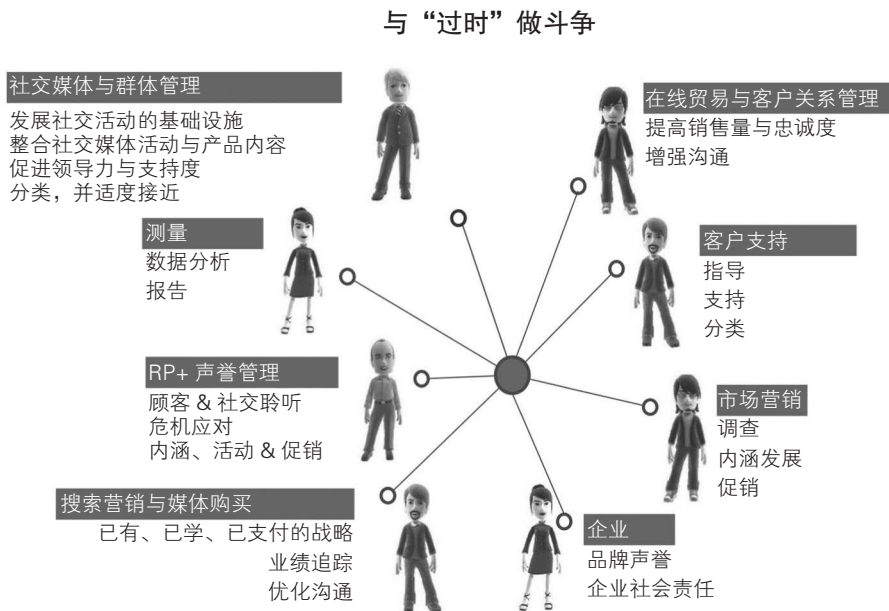 与“过时”做斗争
社交媒体与群体管理
发展社交活动的基础设施
整合社交媒体活动与产品内容
促进领导力与支持度
分类，并适度接近
在线贸易与客户关系管理
提高销售量与忠诚度
增强沟通
测量
数据分析
报告
客户支持
指导
支持
分类
RP+ 声誉管理
顾客 & 社交聆听
危机应对
内涵、活动 & 促销
市场营销
调查
内涵发展
促销
搜索营销与媒体购买
已有、已学、已支付的战略
业绩追踪
优化沟通
企业
品牌声誉
企业社会责任